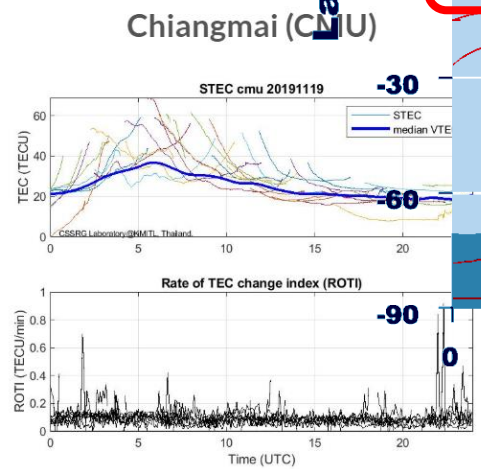 Chiangmai (CMU)
La
STEC cmu 20191119
-30
-60
-90
0
STEC
median VTE
TEC (TECU)
60
40
20
0
CSSRG Laboratory@KMITL, Thailand.
0 5 10 15 20
Rate of TEC change index (ROTI)
ROTI (TECU/min)
1
0.8
0.6
0.4
0.2
0
0 5 10 15 20
Time (UTC)